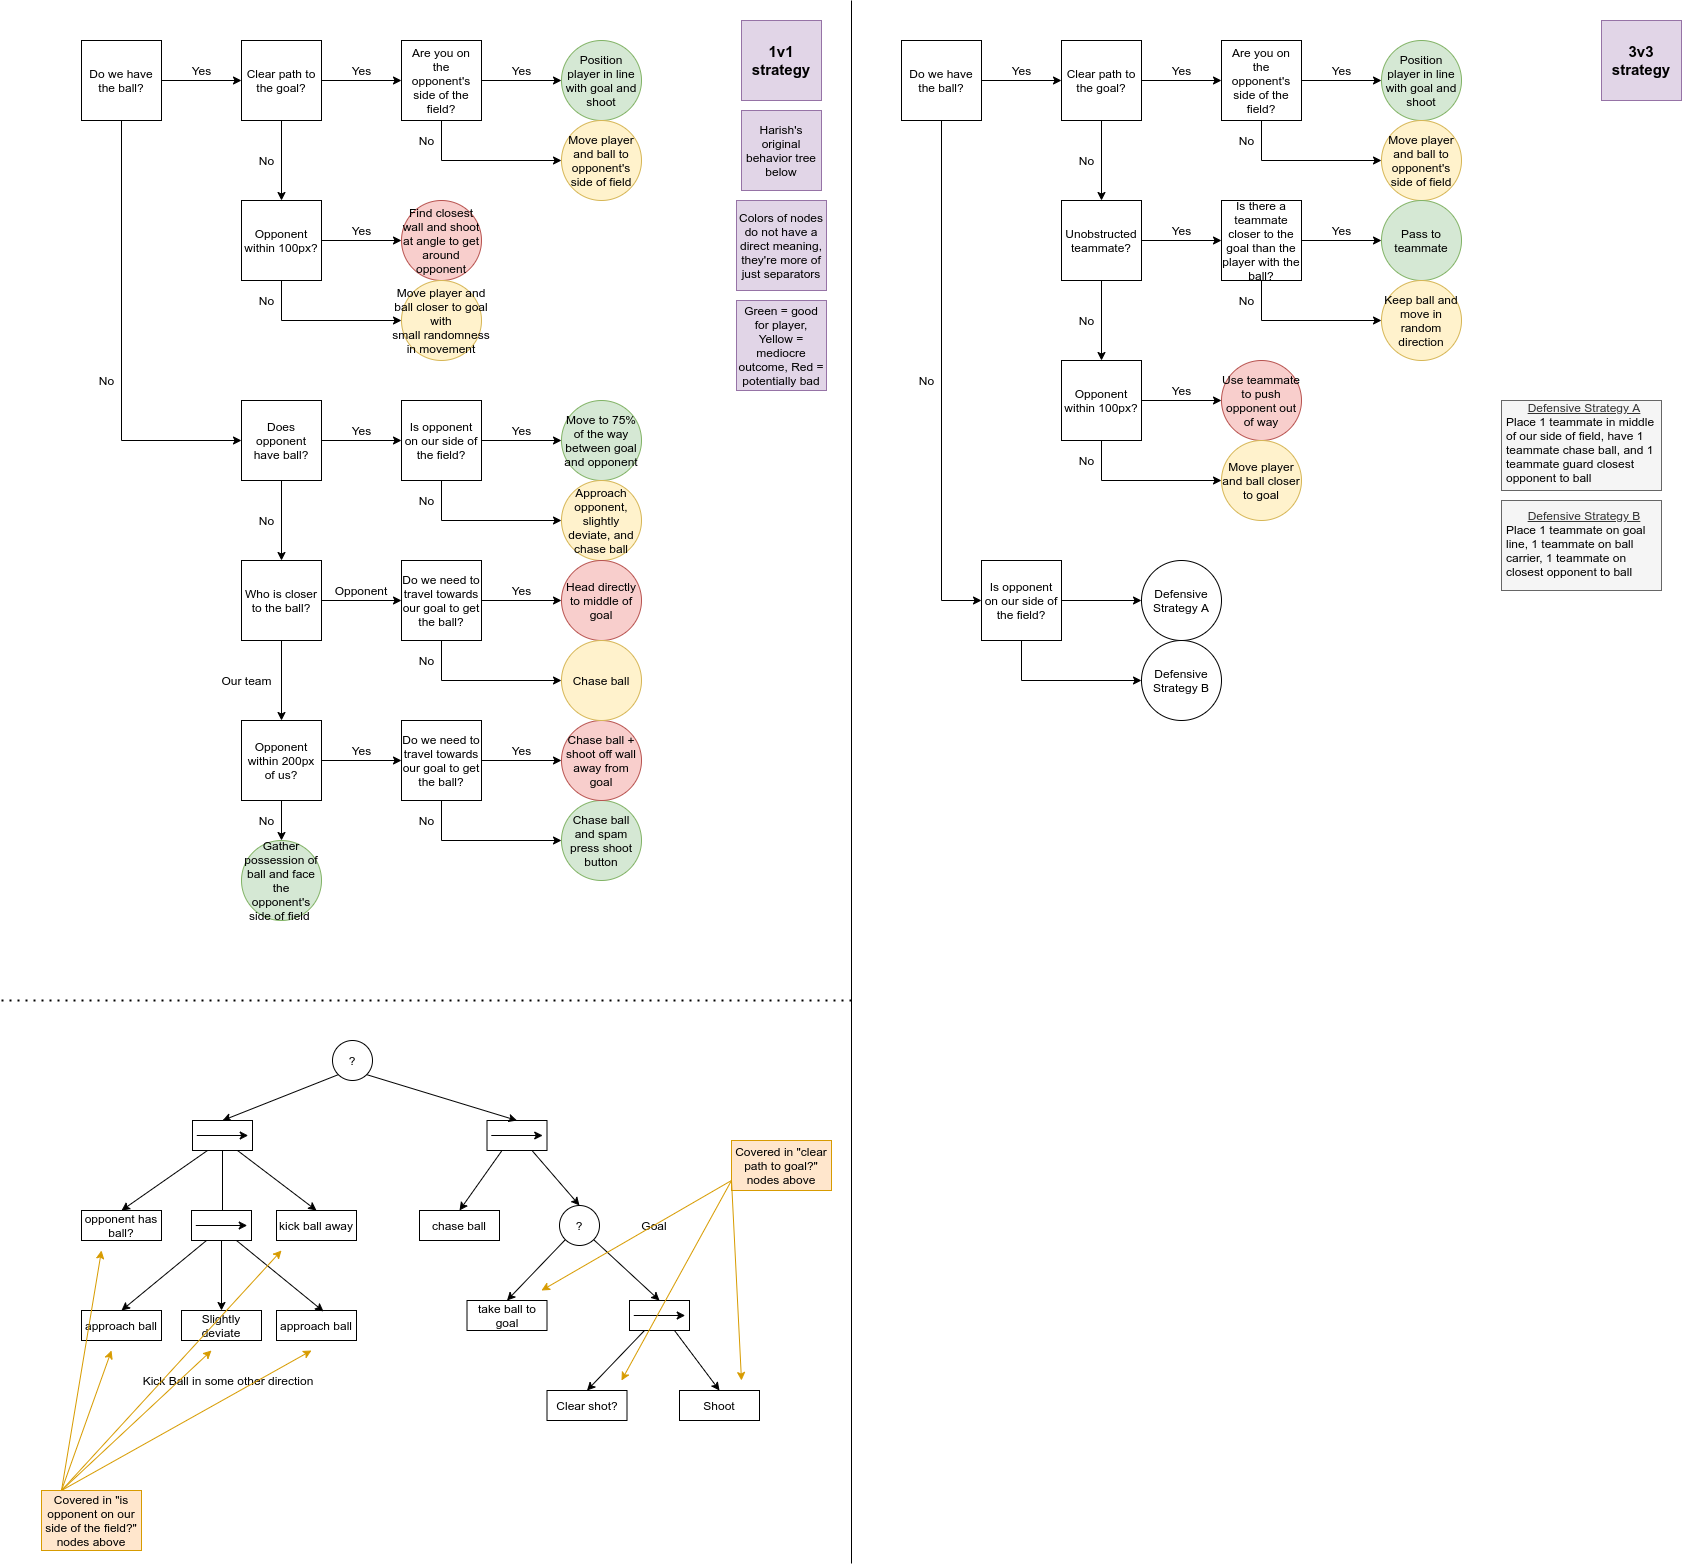 Do we have
the ball?
Yes
Clear path to
the goal?
Yes
Are you on
the
opponent's
side of the
field?
Yes
Position
player in line
with goal and
shoot
No
Move player
and ball to
opponent's
side of field
No
Opponent
within 100px?
Yes
Find closest
wall and shoot
at angle to get
around
opponent
No
Move player and
ball closer to goal
with
small randomness
in movement
No
Does
opponent
have ball?
Yes
Is opponent
on our side of
the field?
Yes
Move to 75%
of the way
between goal
and opponent
No
Approach
opponent,
slightly
deviate, and
chase ball
No
Who is closer
to the ball?
Opponent
Do we need to
travel towards
our goal to get
the ball?
Yes
Head directly
to middle of
goal
No
Chase ball
Our team
Opponent
within 200px
of us?
Yes
Do we need to
travel towards
our goal to get
the ball?
Yes
Chase ball +
shoot off wall
away from
goal
No
Chase ball
and spam
press shoot
button
No
Gather
possession of
ball and face
the
opponent's
side of field
1v1
strategy
Harish's
original
behavior tree
below
Colors of nodes
do not have a
direct meaning,
they're more of
just separators
Green = good
for player,
Yellow =
mediocre
outcome, Red =
potentially bad
?
opponent has
ball?
kick ball away
approach ball
Slightly
deviate
approach ball
Kick Ball in some other direction
chase ball
?
Goal
take ball to
goal
Clear shot?
Shoot
Covered in "clear
path to goal?"
nodes above
Covered in "is
opponent on our
side of the field?"
nodes above
Do we have
the ball?
Yes
Clear path to
the goal?
Yes
Are you on
the
opponent's
side of the
field?
Yes
Position
player in line
with goal and
shoot
No
Move player
and ball to
opponent's
side of field
No
Unobstructed
teammate?
Yes
Is there a
teammate
closer to the
goal than the
player with the
ball?
Yes
Pass to
teammate
No
Keep ball and
move in
random
direction
No
Opponent
within 100px?
Yes
Use teammate
to push
opponent out
of way
No
Move player
and ball closer
to goal
No
Is opponent
on our side of
the field?
Defensive
Strategy A
Defensive
Strategy B
3v3
strategy
Defensive Strategy A
Place 1 teammate in middle
of our side of field, have 1
teammate chase ball, and 1
teammate guard closest
opponent to ball
Defensive Strategy B
Place 1 teammate on goal
line, 1 teammate on ball
carrier, 1 teammate on
closest opponent to ball